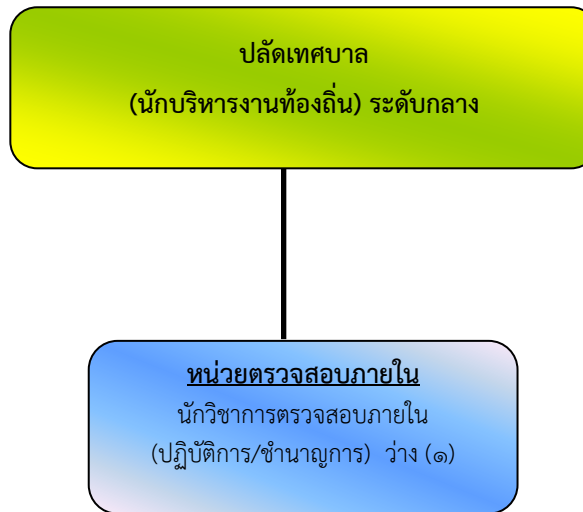 ปลัดเทศบาล
(นักบริหารงานท้องถิ่น) ระดับกลาง
หน่วยตรวจสอบภายใน
นักวิชาการตรวจสอบภายใน
(ปฏิบัติการ/ชำนาญการ) ว่าง (๑)